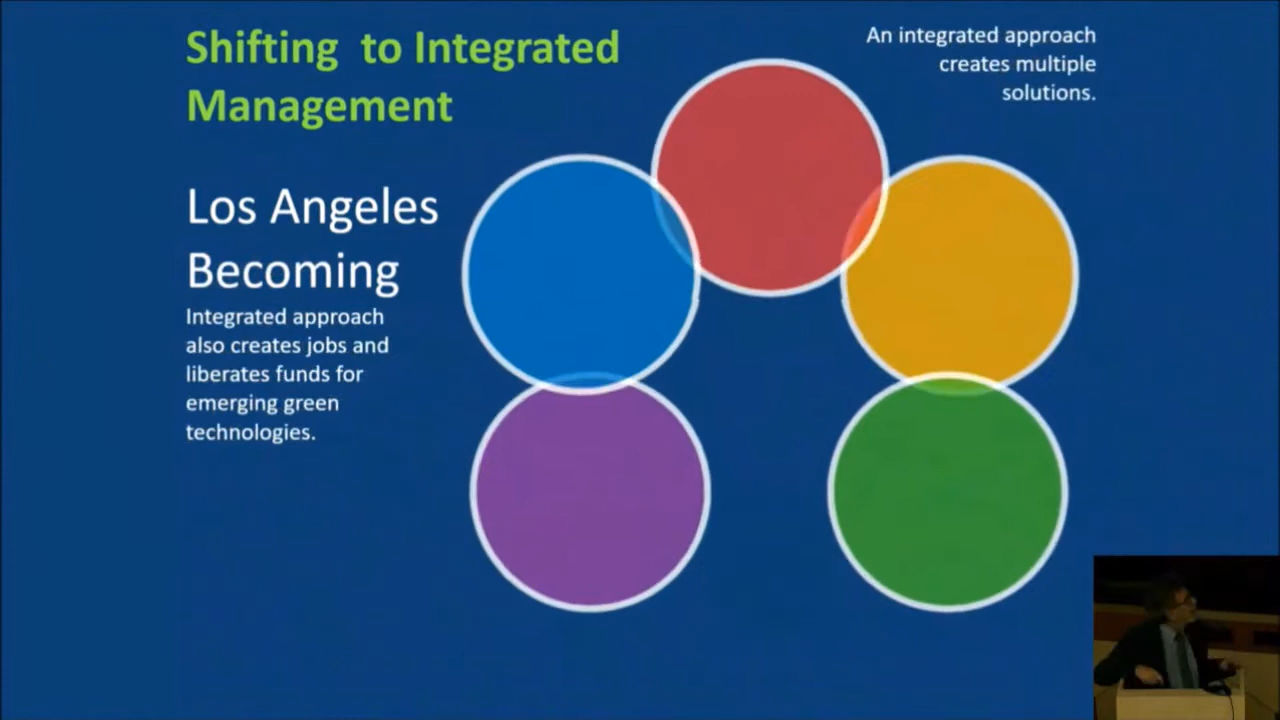 Shifting  to Integrated
Management
An integrated approach
creates multiple
solutions.
Los Angeles
Becoming
Integrated approach
also creates jobs and
liberates funds for
emerging green
technologies.